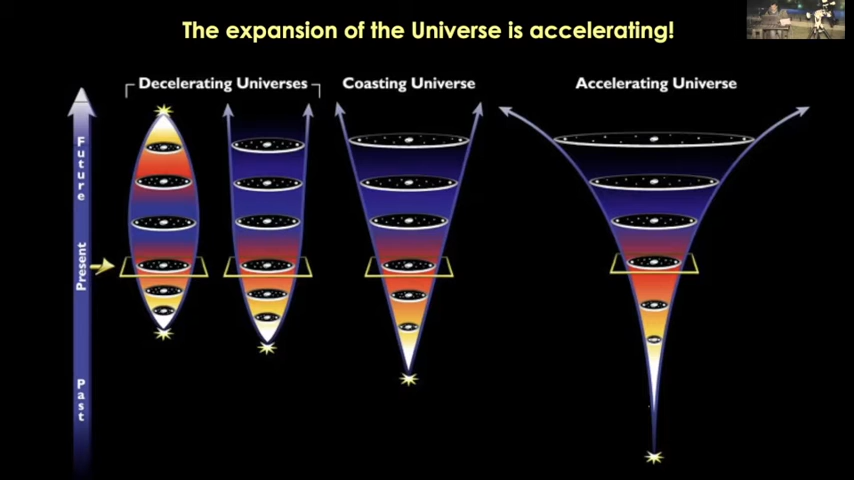 The expansion of the Universe is accelerating!
Decelerating Universes
Coasting Universe
Accelerating Universe
Future
Present
Past